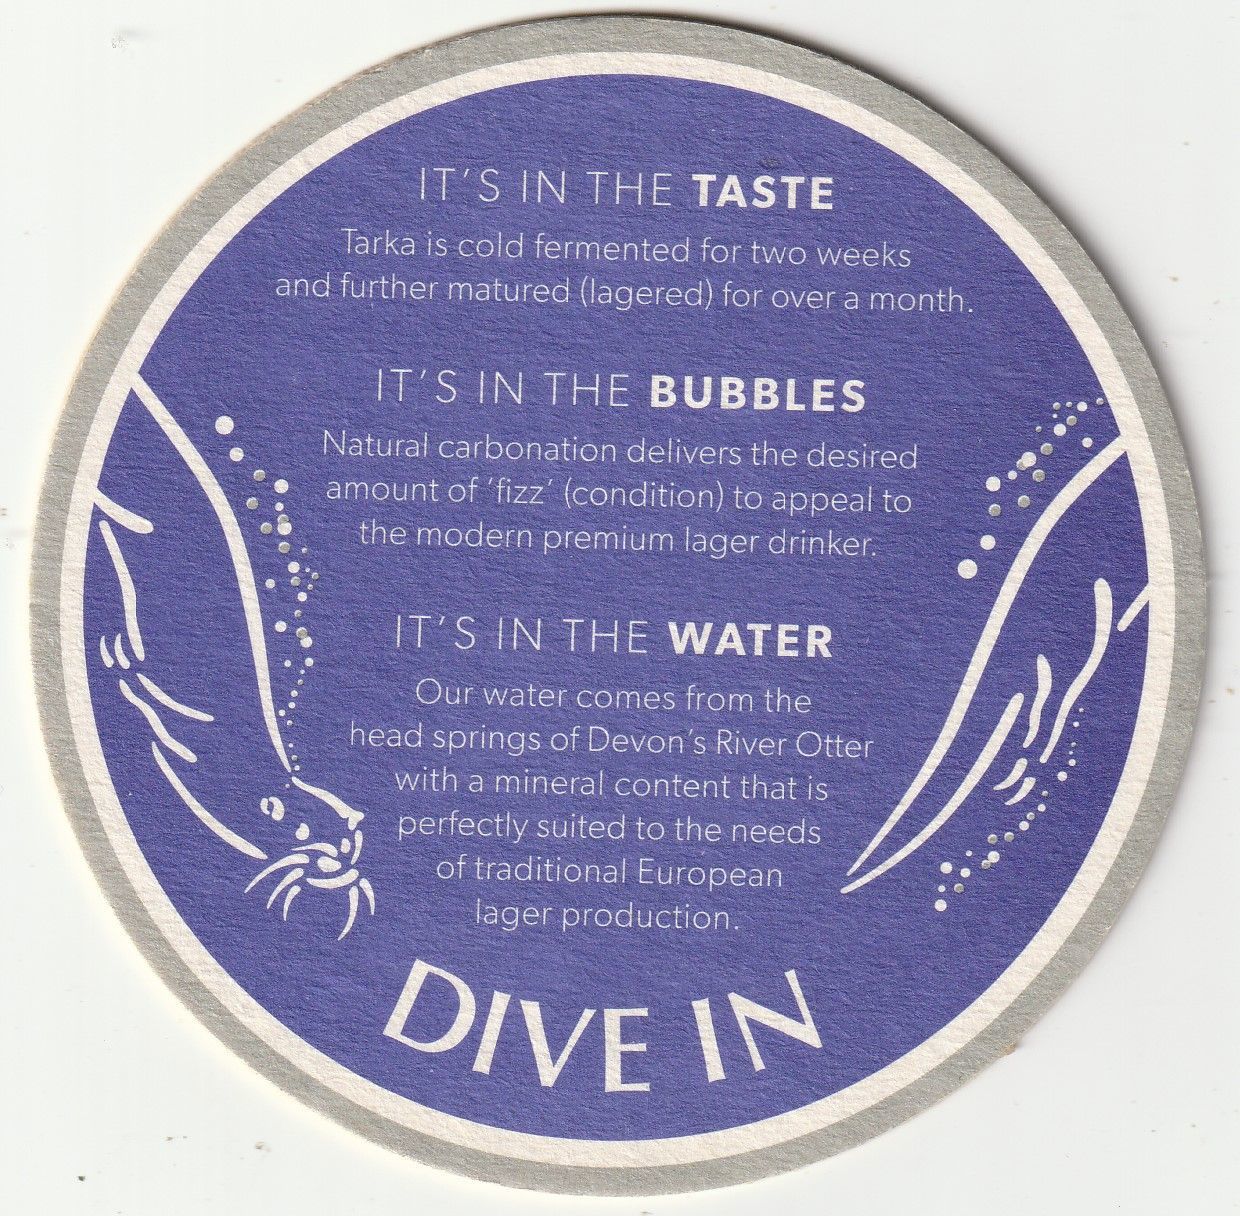 IT'S IN THE TASTE
Tarka is cold fermented for two weeks
and further matured (lagered) for over a month.
IT'S IN THE BUBBLES
Natural carbonation delivers the desired
amount of 'fizz' (condition) to appeal to
the modern premium lager drinker.
IT'S IN THE WATER
Our water comes from the
head springs of Devon's River Otter
with a mineral content that is
perfectly suited to the needs
of traditional European
lager production.
DIVE IN